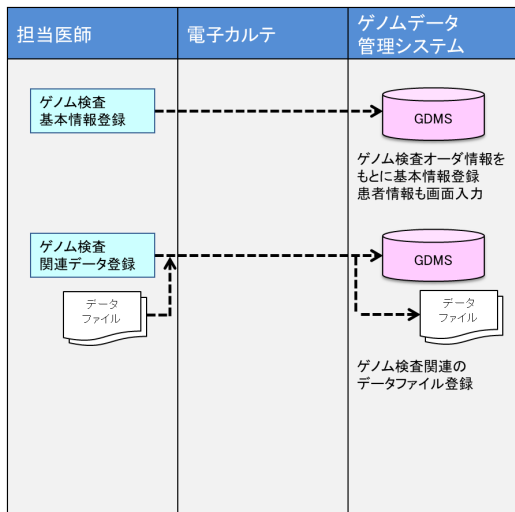 担当医師
電子カルテ
ゲノムデータ
管理システム
ゲノム検査
基本情報登録
GDMS
ゲノム検査オーダ情報を
もとに基本情報登録
患者情報も画面入力
ゲノム検査
関連データ登録
GDMS
データ
ファイル
データ
ファイル
ゲノム検査関連の
データファイル登録